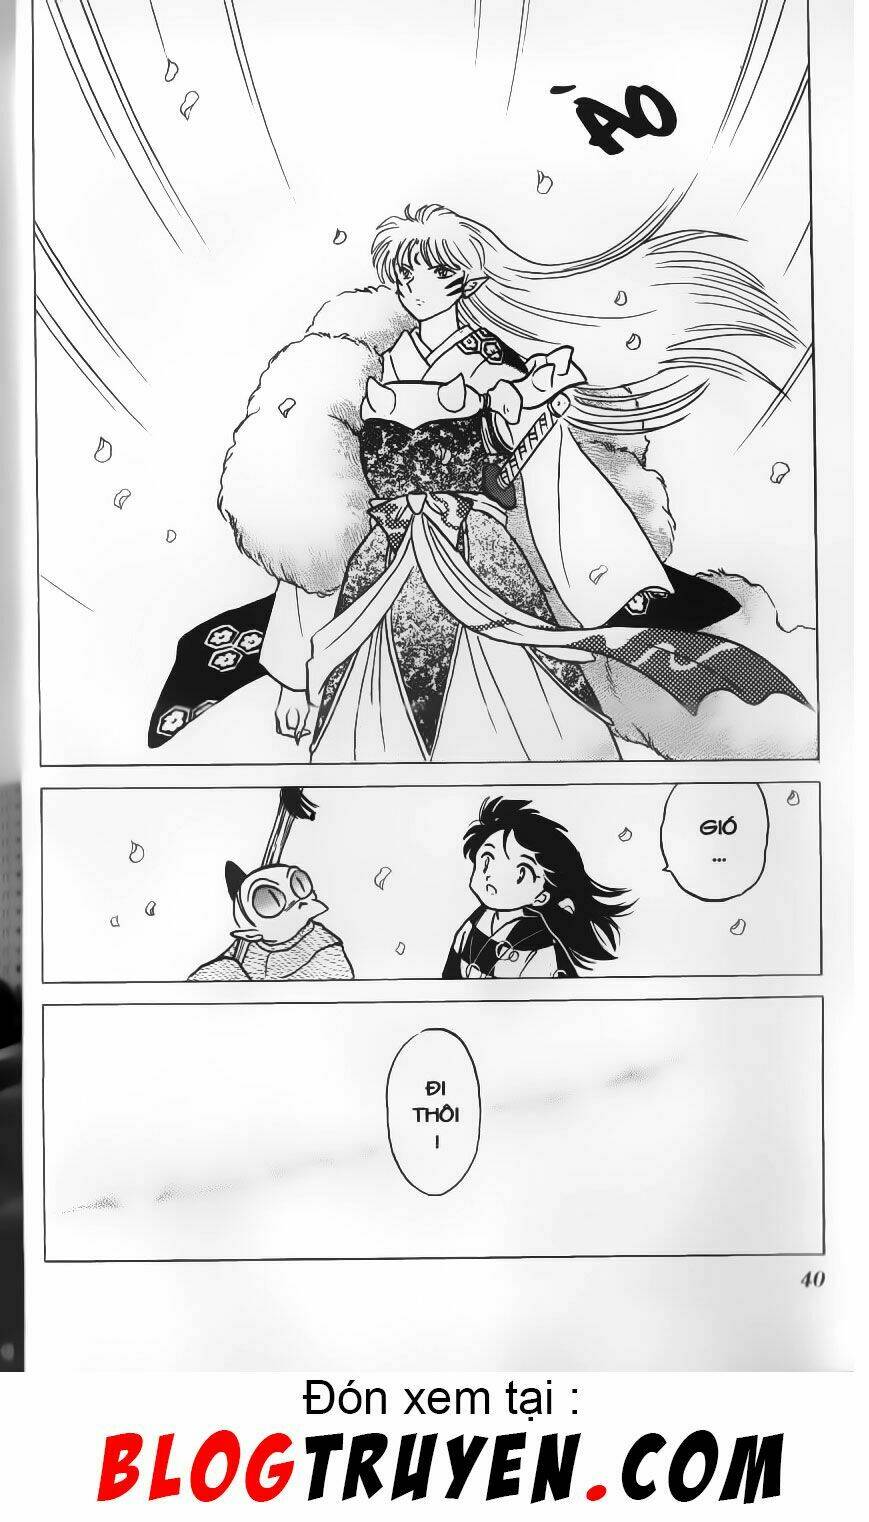 ÀO
GIÓ
...
ĐI
THÔI
!
40
Đón xem tại :
BLOGTRUYEN.COM